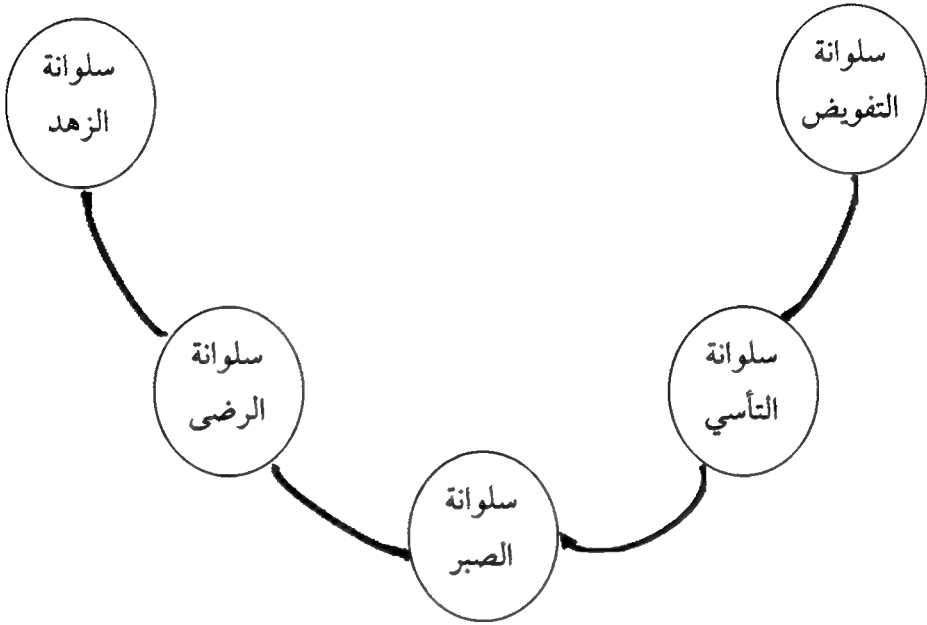 سلوانة
التفويض
سلوانة
التأسي
سلوانة
الصبر
سلوانة
الرضى
سلوانة
الزهد